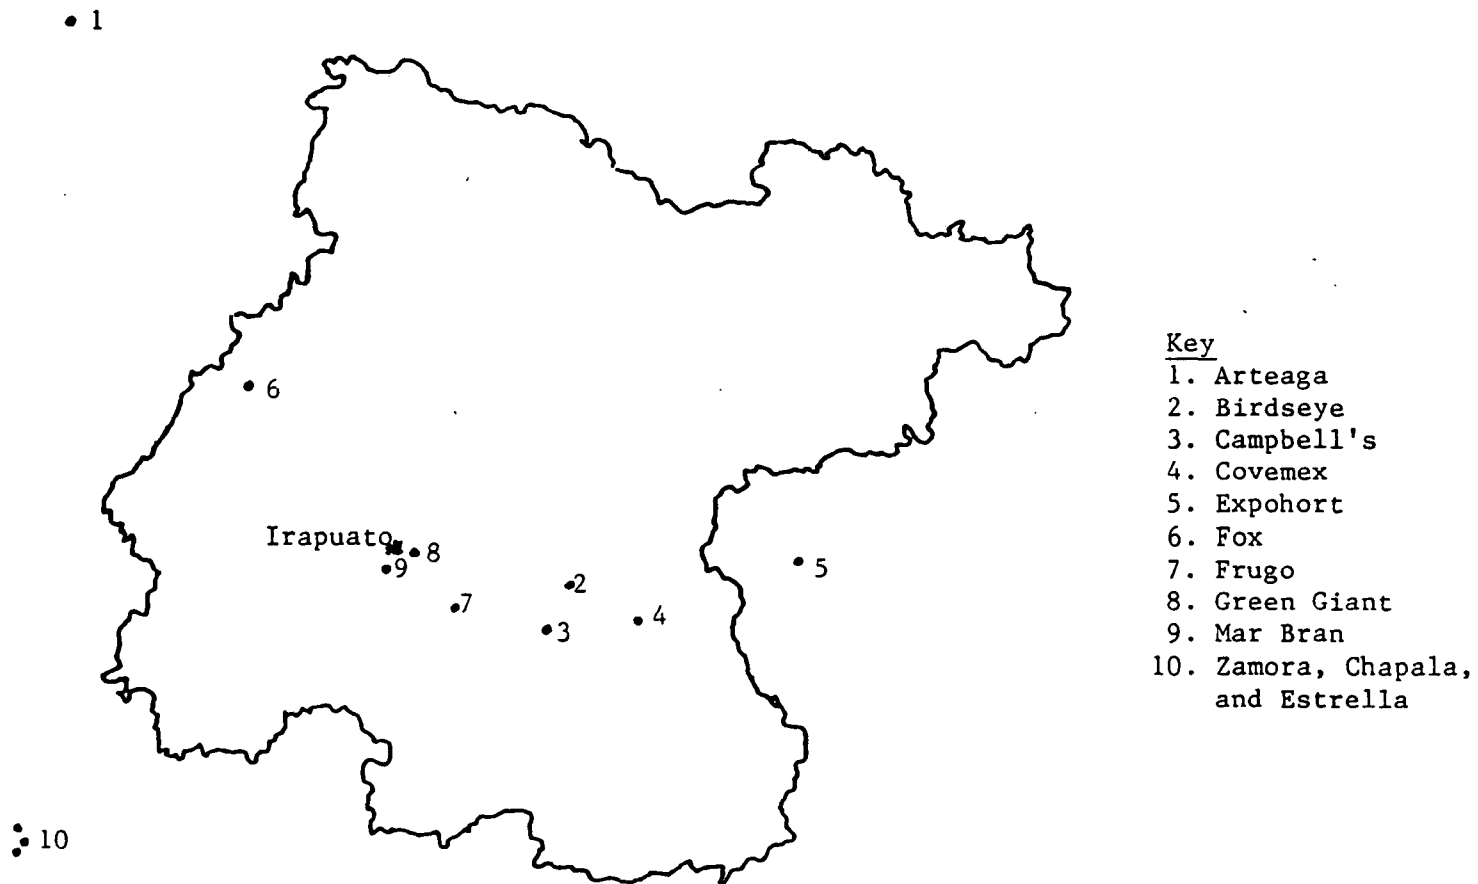 1
6
Irapuato
8
9
7
2
3
4
5
10
Key
1. Arteaga
2. Birdseye
3. Campbell's
4. Covemex
5. Expohort
6. Fox
7. Frugo
8. Green Giant
9. Mar Bran
10. Zamora, Chapala,
and Estrella